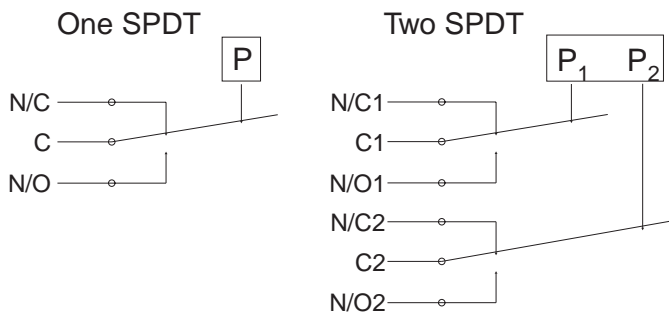 One SPDT
P
N/C
C
N/O
Two SPDT
P₁ P₂
N/C1
C1
N/O1
N/C2
C2
N/O2